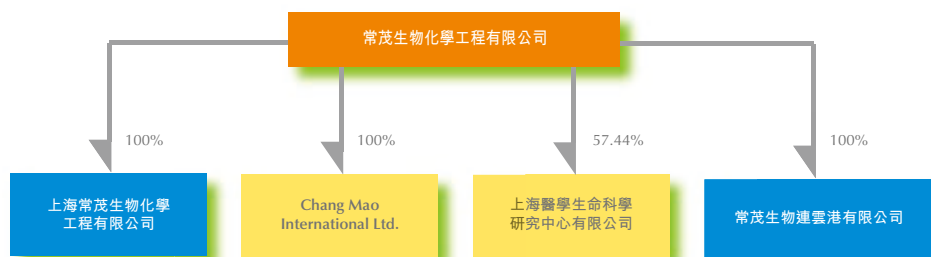 常茂生物化學工程有限公司
100%
100%
57.44%
100%
上海常茂生物化學
工程有限公司
Chang Mao
International Ltd.
上海醫學生命科學
研究中心有限公司
常茂生物連雲港有限公司